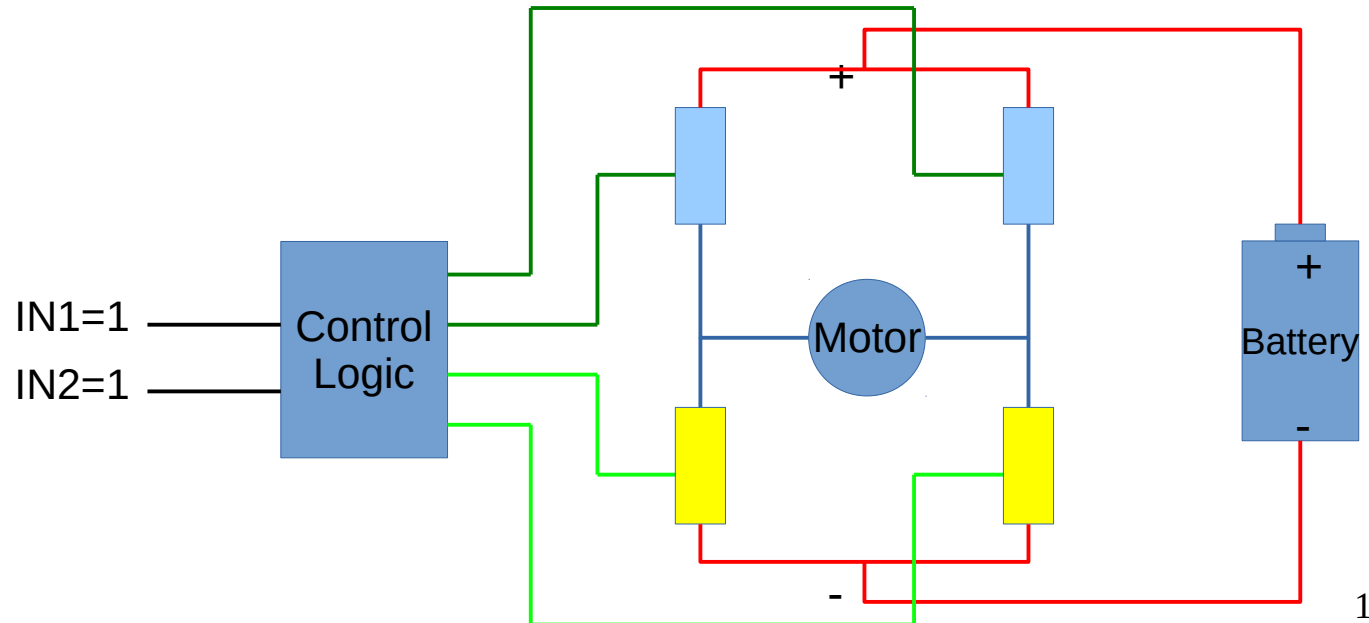 +
IN1=1
IN2=1
Control
Logic
Motor
+
Battery
-
-
1